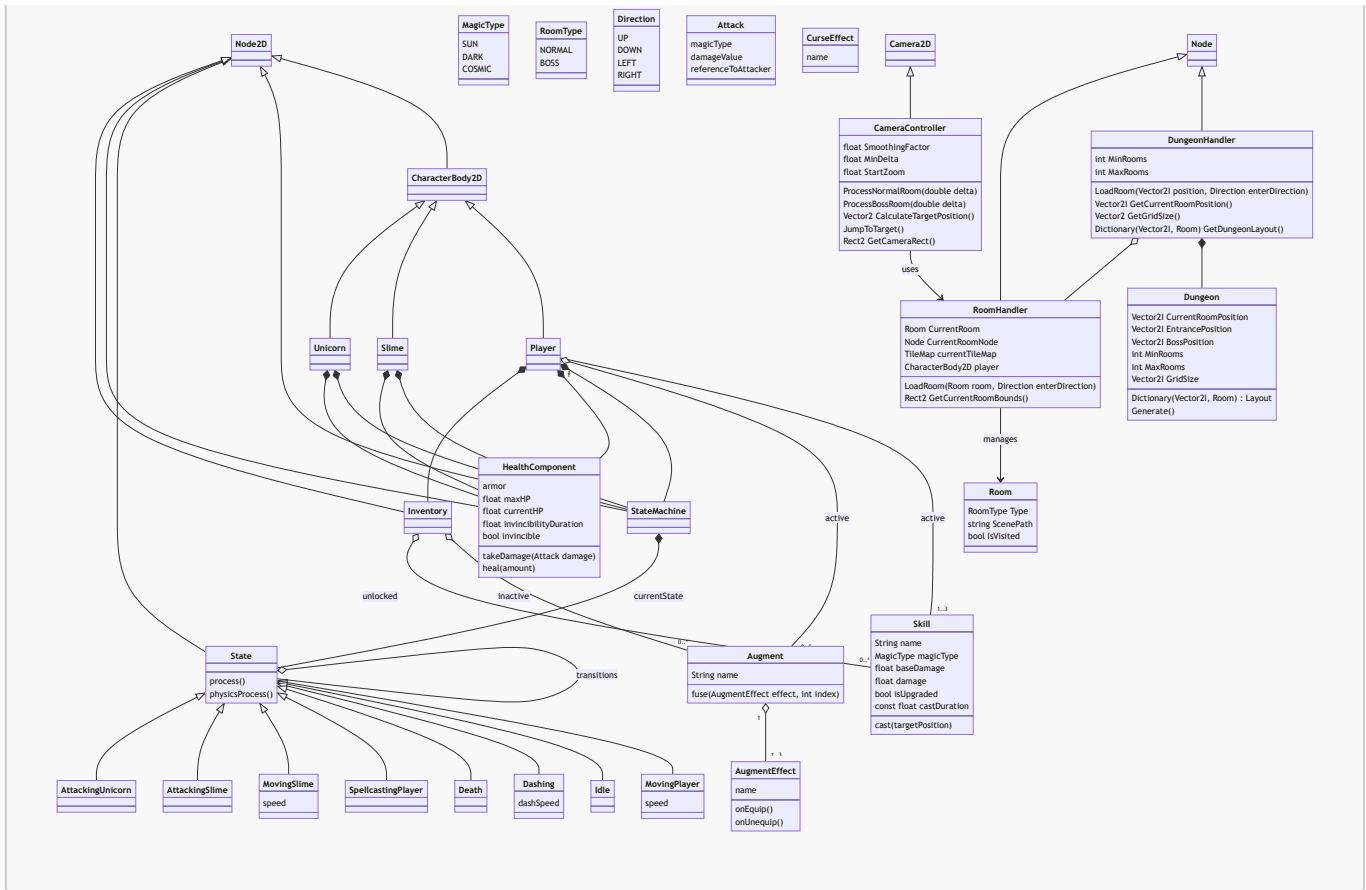 MagicType
SUN
DARK
COSMIC
RoomType
NORMAL
BOSS
Direction
UP
DOWN
LEFT
RIGHT
Attack
magicType
damageValue
referenceToAttacker
CurseEffect
name
Node2D
Camera2D
Node
CameraController
float SmoothingFactor
float MinDelta
float StartZoom
ProcessNormalRoom(double delta)
ProcessBossRoom(double delta)
Vector2 CalculateTargetPosition()
JumpToTarget()
Rect2 GetCameraRect()
DungeonHandler
int MinRooms
int MaxRooms
LoadRoom(Vector2I position, Direction enterDirection)
Vector2I GetCurrentRoomPosition()
Vector2 GetGridSize()
Dictionary(Vector2I, Room) GetDungeonLayout()
CharacterBody2D
uses
RoomHandler
Room CurrentRoom
Node CurrentRoomNode
TileMap currentTileMap
CharacterBody2D player
LoadRoom(Room room, Direction enterDirection)
Rect2 GetCurrentRoomBounds()
Dungeon
Vector2I CurrentRoomPosition
Vector2I EntrancePosition
Vector2I BossPosition
int MinRooms
int MaxRooms
Vector2I GridSize
Dictionary(Vector2I, Room) : Layout
Generate()
Unicorn
Slime
Player
manages
HealthComponent
armor
float maxHP
float currentHP
float invincibilityDuration
bool invincible
takeDamage(Attack damage)
heal(amount)
Inventory
StateMachine
active
active
Room
RoomType Type
string ScenePath
bool IsVisited
unlocked
inactive
currentState
1..3
0..*
0..*
State
process()
physicsProcess()
transitions
Augment
String name
fuse(AugmentEffect effect, int index)
Skill
String name
MagicType magicType
float baseDamage
float damage
bool isUpgraded
const float castDuration
cast(targetPosition)
1
AttackingUnicorn
AttackingSlime
MovingSlime
speed
SpellcastingPlayer
Death
Dashing
dashSpeed
Idle
MovingPlayer
speed
AugmentEffect
name
onEquip()
onUnequip()